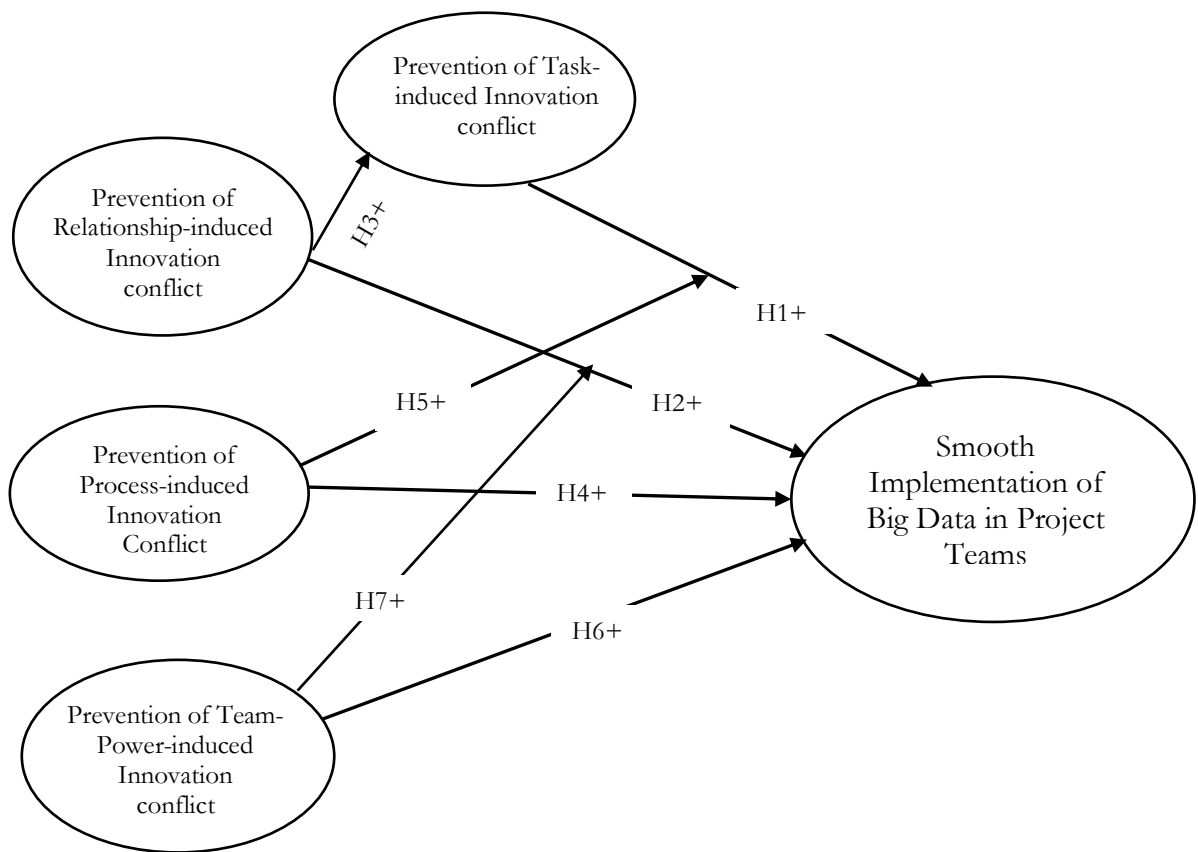 Prevention of Task-
induced Innovation
conflict
Prevention of
Relationship-induced
Innovation
conflict
H3+
H1+
H5+
H2+
Smooth
Implementation of
Big Data in Project
Teams
Prevention of
Process-induced
Innovation
Conflict
H4+
H7+
H6+
Prevention of Team-
Power-induced
Innovation
conflict